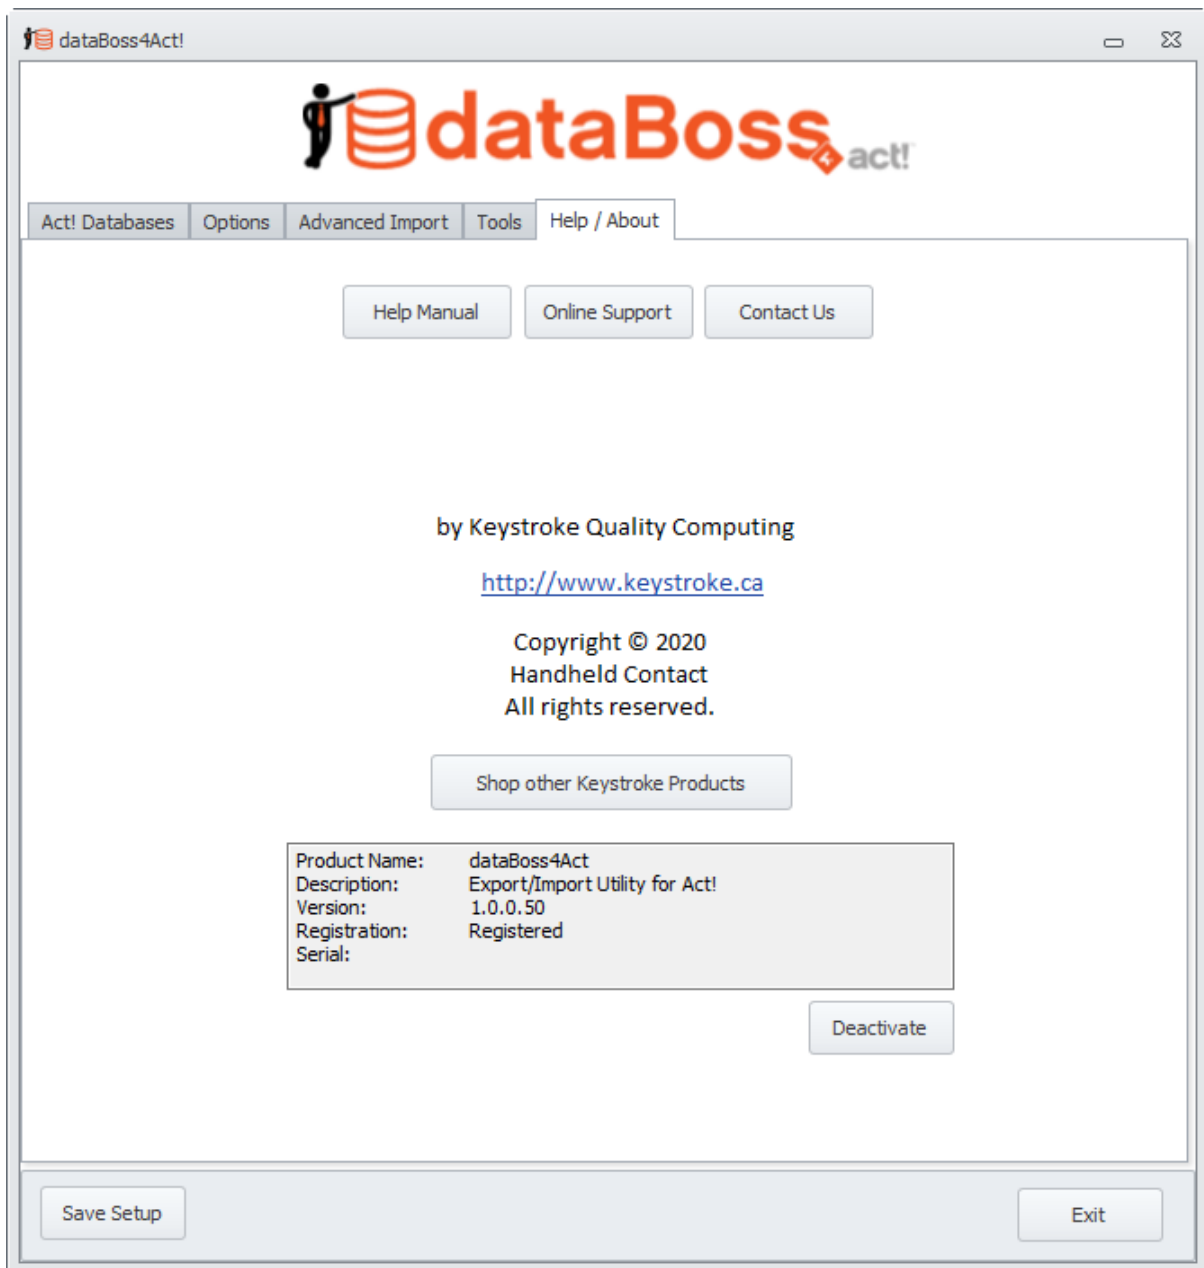 dataBoss4Act!
dataBoss 4 act!
Act! Databases Options Advanced Import Tools Help / About
Help Manual Online Support Contact Us
by Keystroke Quality Computing
http://www.keystroke.ca
Copyright © 2020
Handheld Contact
All rights reserved.
Shop other Keystroke Products
Product Name: dataBoss4Act
Description: Export/Import Utility for Act!
Version: 1.0.0.50
Registration: Registered
Serial:
Deactivate
Save Setup Exit